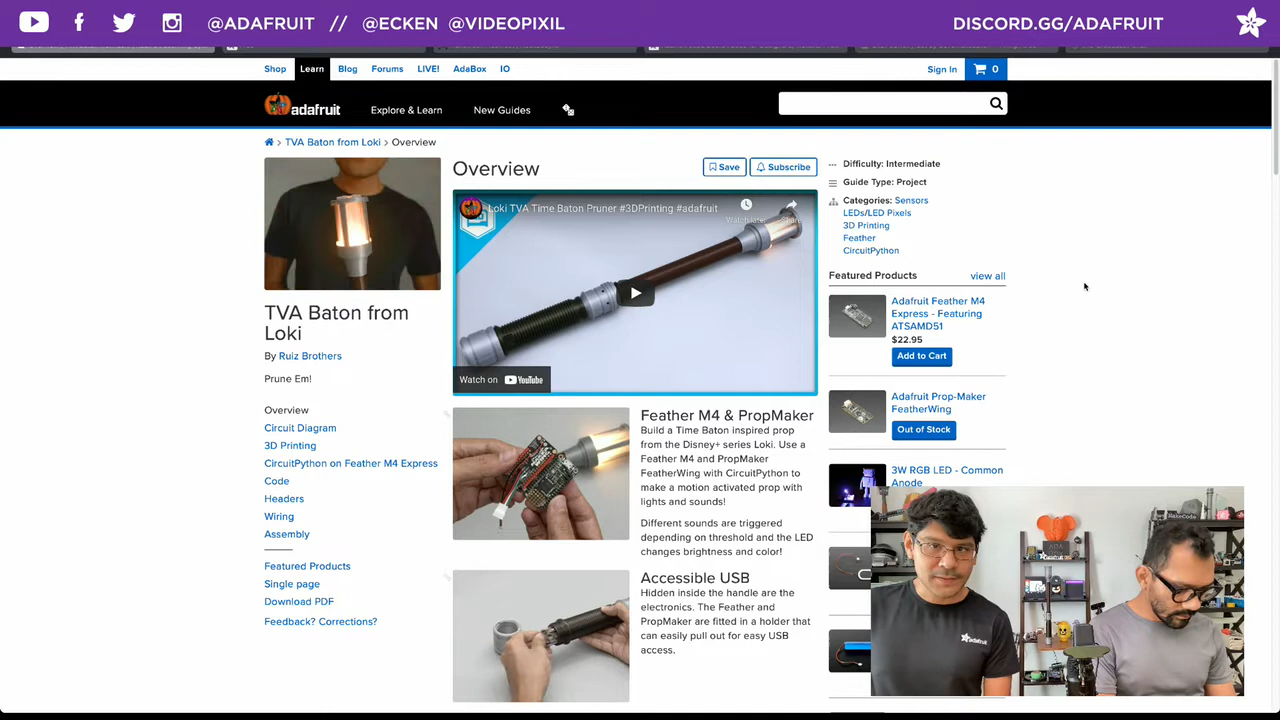 @ADAFRUIT // @ECKEN @VIDEOPIXIL
DISCORD.GG/ADAFRUIT
Shop Learn Blog Forums LIVE! AdaBox IO
Sign In 0
adafruit Explore & Learn New Guides
TVA Baton from Loki > Overview
Overview
Save
Subscribe
Loki TVA Time Baton Pruner #3DPrinting #adafruit
Watch later
Share
Watch on YouTube
TVA Baton from
Loki
By Ruiz Brothers
Prune Em!
Overview
Circuit Diagram
3D Printing
CircuitPython on Feather M4 Express
Code
Headers
Wiring
Assembly
Featured Products
Single page
Download PDF
Feedback? Corrections?
Feather M4 & PropMaker
Build a Time Baton inspired prop
from the Disney+ series Loki. Use a
Feather M4 and PropMaker
FeatherWing with CircuitPython to
make a motion activated prop with
lights and sounds!
Different sounds are triggered
depending on threshold and the LED
changes brightness and color!
Accessible USB
Hidden inside the handle are the
electronics. The Feather and
PropMaker are fitted in a holder that
can easily pull out for easy USB
access.
Difficulty: Intermediate
Guide Type: Project
Categories: Sensors
LEDs/LED Pixels
3D Printing
Feather
CircuitPython
Featured Products
view all
Adafruit Feather M4
Express - Featuring
ATSAMD51
$22.95
Add to Cart
Adafruit Prop-Maker
FeatherWing
Out of Stock
3W RGB LED - Common
Anode
adafruit